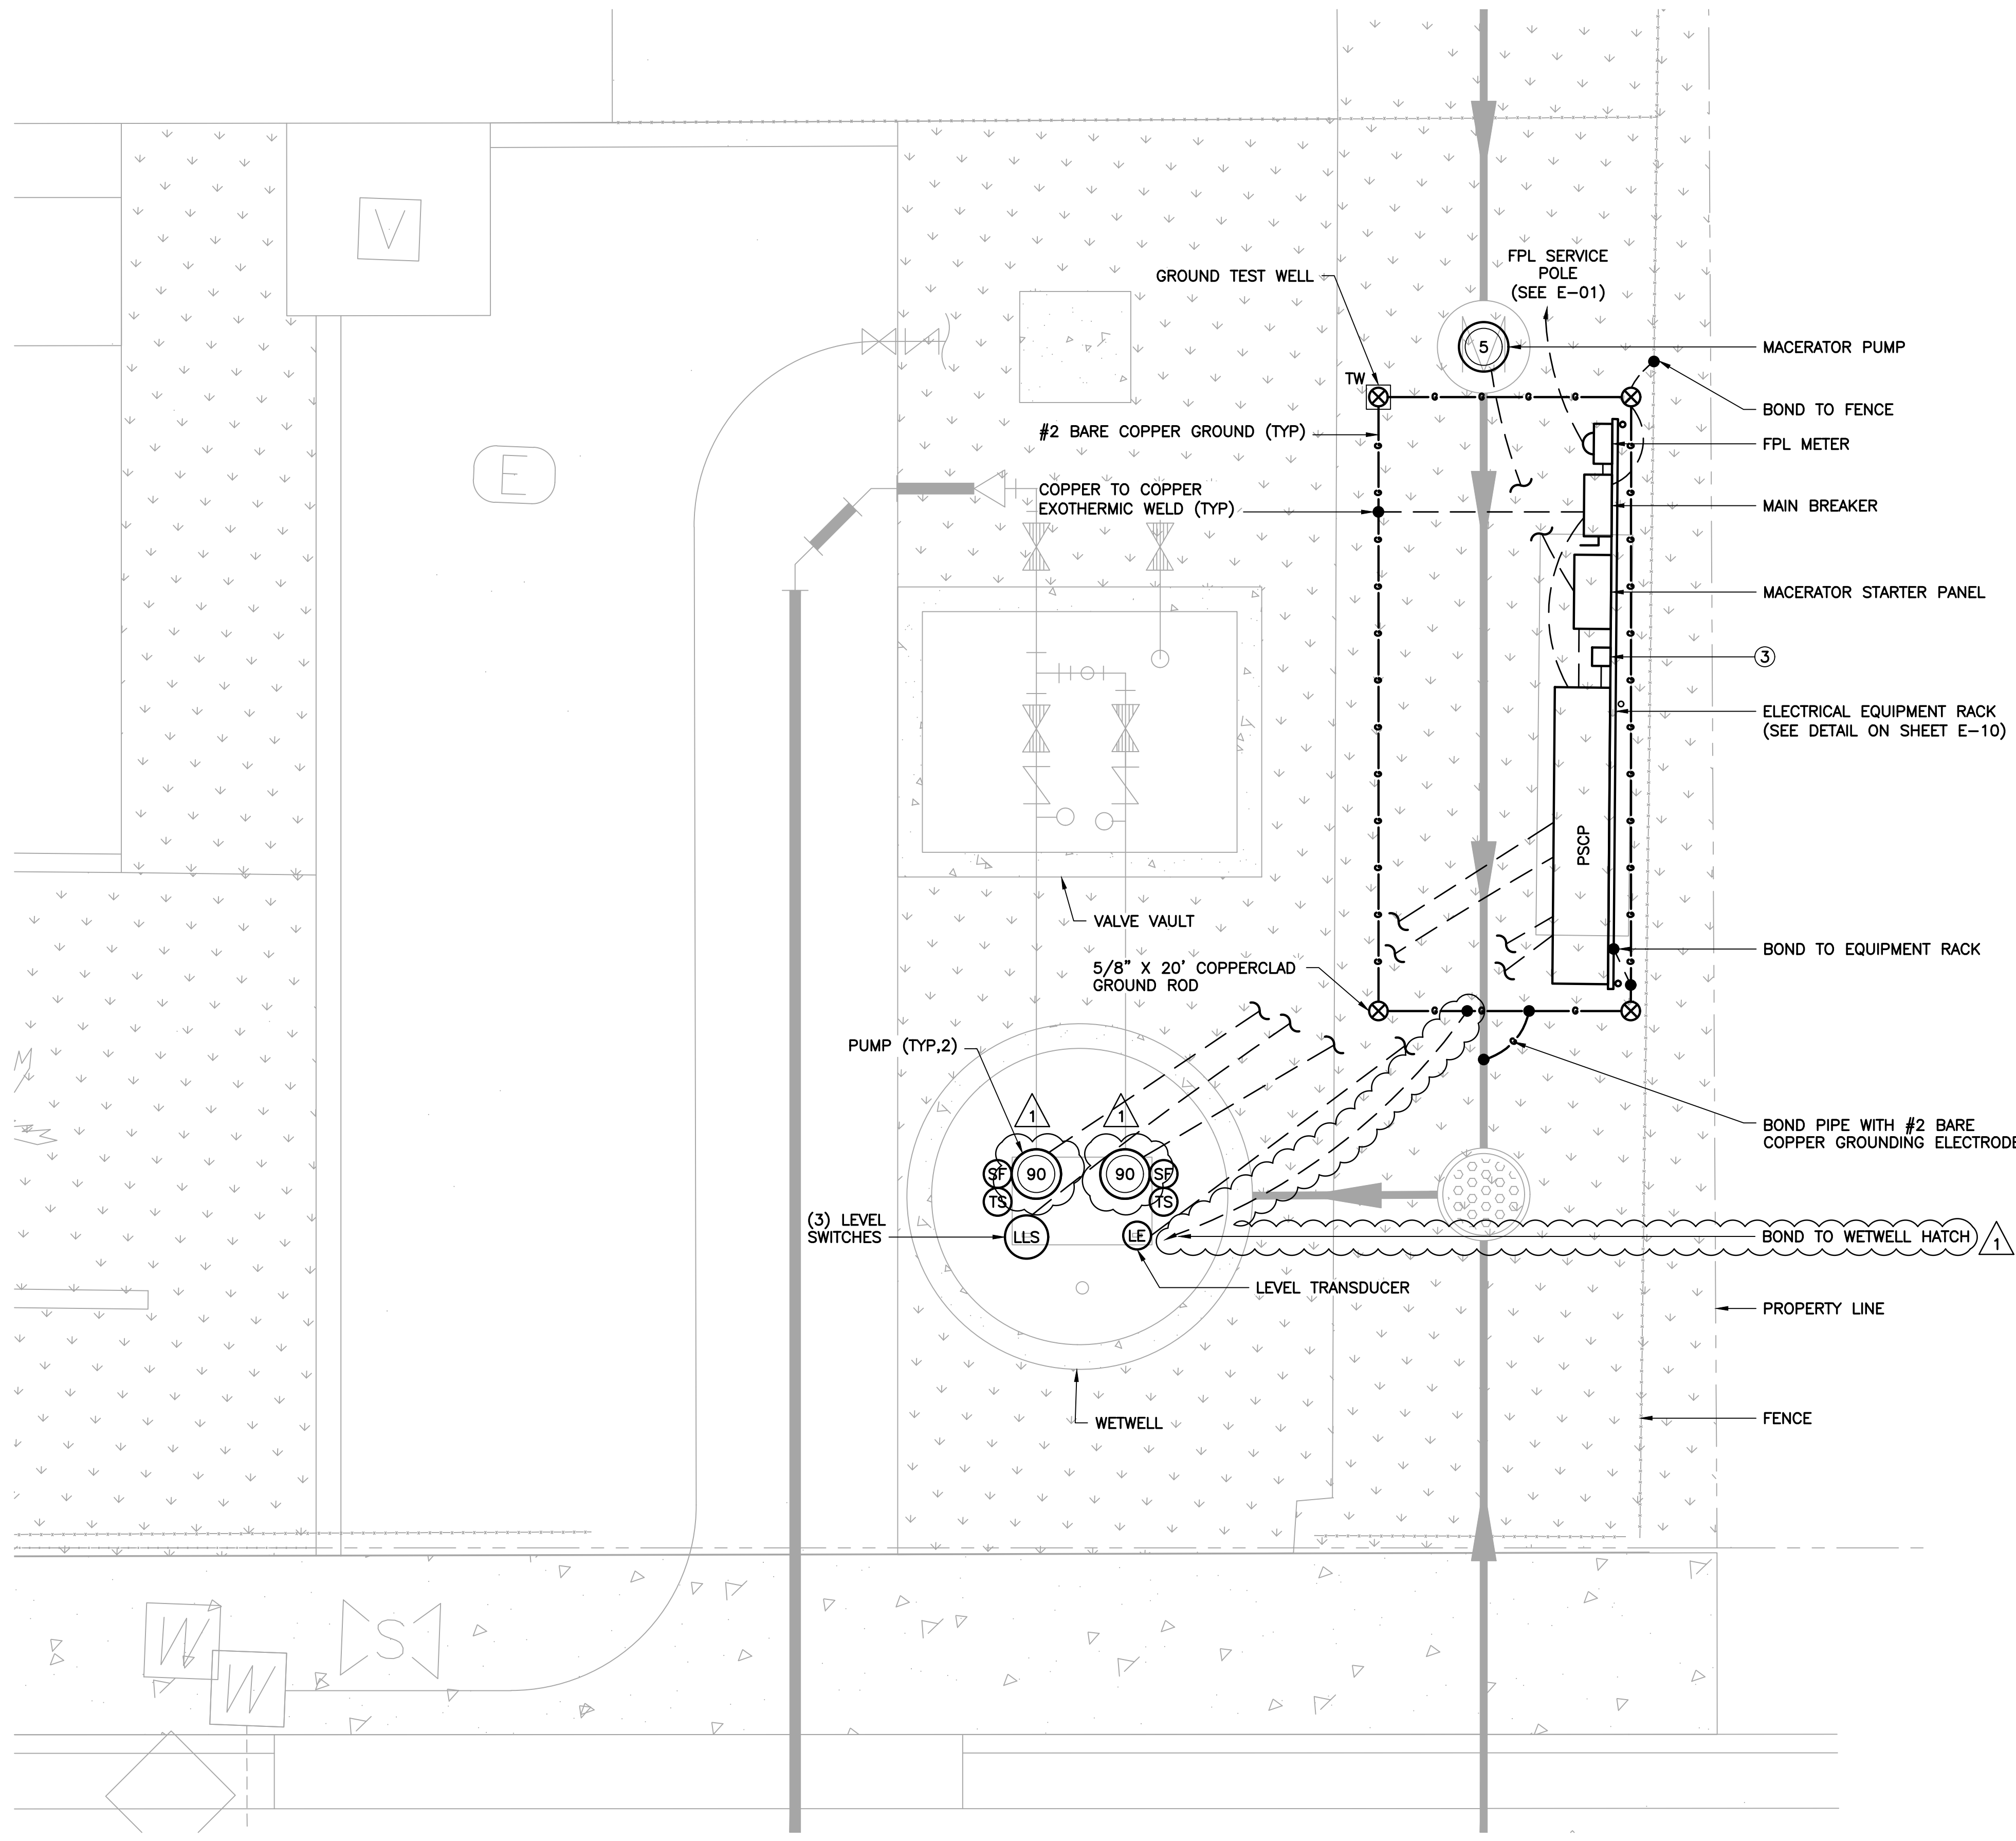 V
E
FPL SERVICE
POLE
(SEE E-01)
GROUND TEST WELL
5
MACERATOR PUMP
TW
BOND TO FENCE
#2 BARE COPPER GROUND (TYP)
FPL METER
COPPER TO COPPER
EXOTHERMIC WELD (TYP)
MAIN BREAKER
MACERATOR STARTER PANEL
3
ELECTRICAL EQUIPMENT RACK
(SEE DETAIL ON SHEET E-10)
PSCP
VALVE VAULT
BOND TO EQUIPMENT RACK
5/8" X 20' COPPERCLAD
GROUND ROD
G G G G
G G G
PUMP (TYP,2)
1 1
BOND PIPE WITH #2 BARE
COPPER GROUNDING ELECTRODE
SF 90 90 SF
TS TS
(3) LEVEL
SWITCHES
LLS LE
BOND TO WETWELL HATCH 1
LEVEL TRANSDUCER
PROPERTY LINE
WETWELL
FENCE
W
S
W